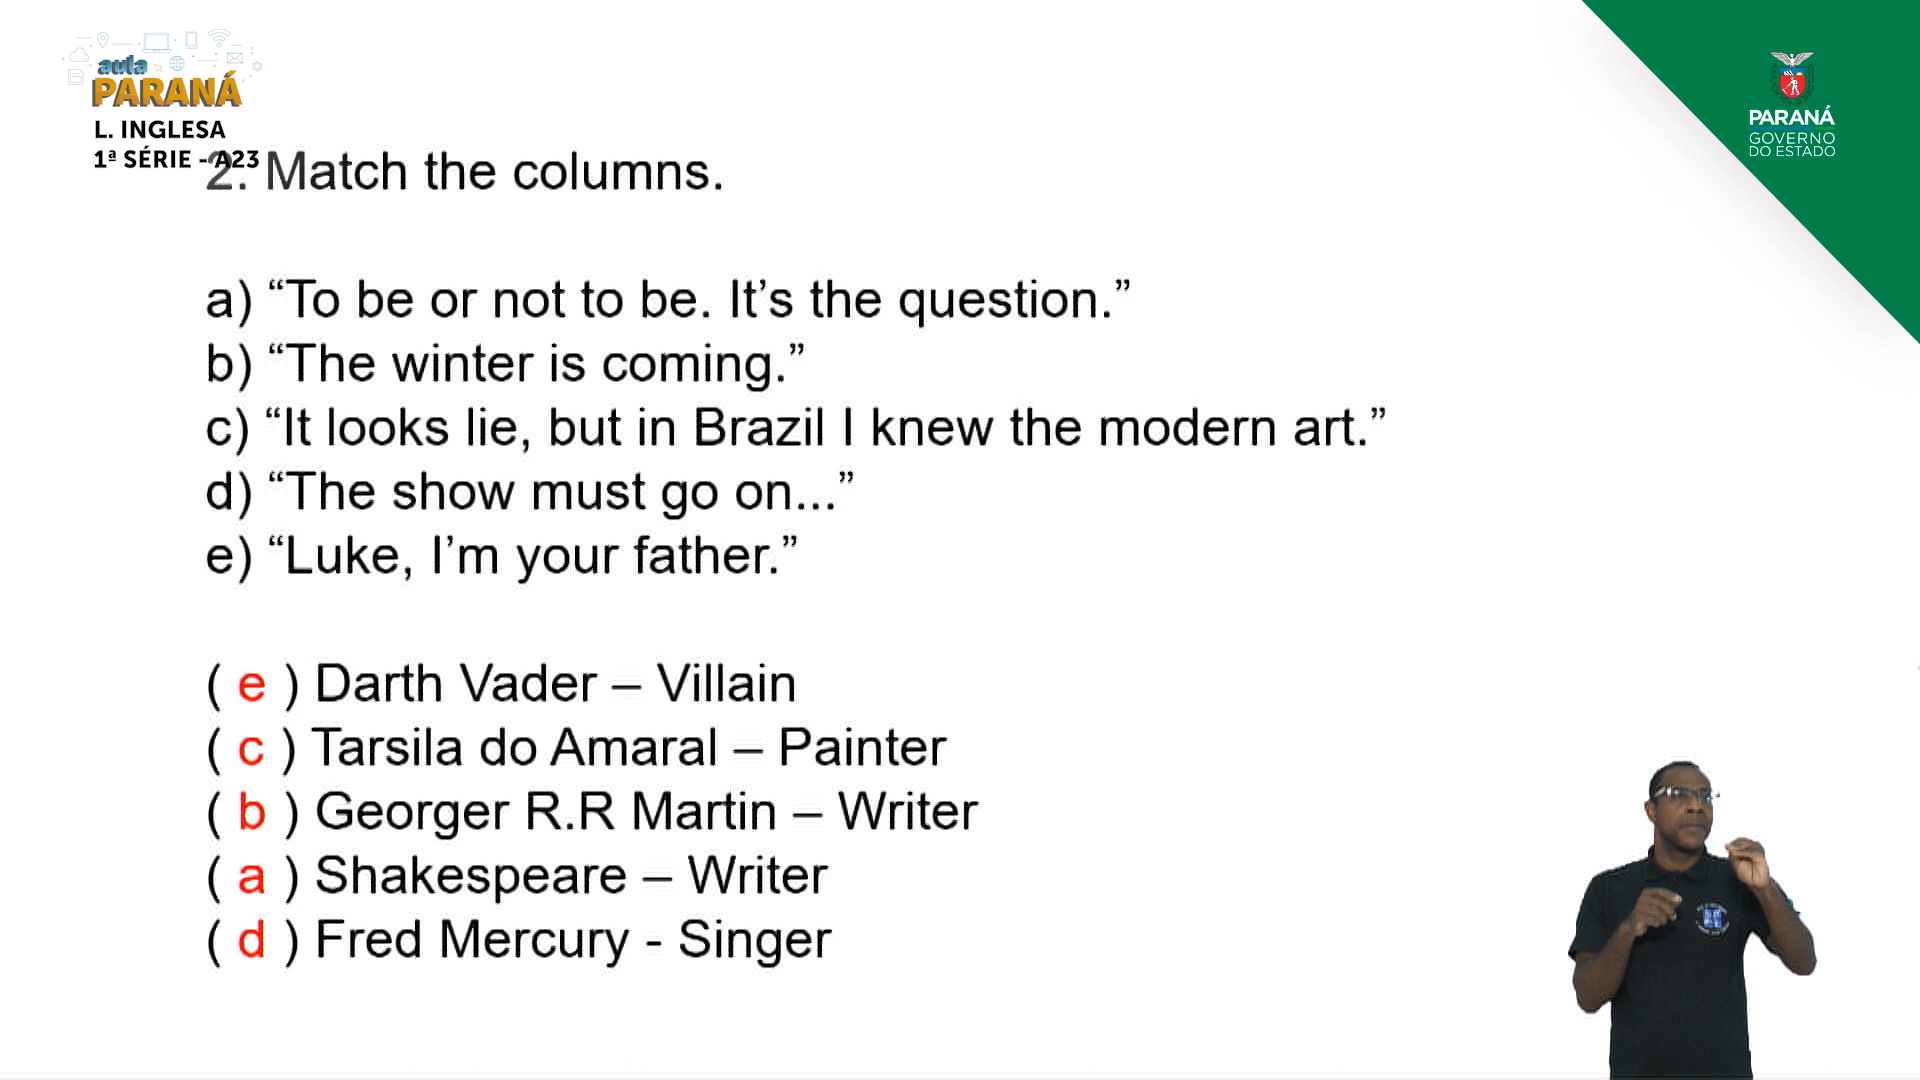 aula
PARANÁ
L. INGLESA
1ª SÉRIE - A23
PARANÁ
GOVERNO
DO ESTADO
2. Match the columns.
a) “To be or not to be. It’s the question.”
b) “The winter is coming.”
c) “It looks lie, but in Brazil I knew the modern art.”
d) “The show must go on...”
e) “Luke, I’m your father.”
( e ) Darth Vader – Villain
( c ) Tarsila do Amaral – Painter
( b ) Georger R.R Martin – Writer
( a ) Shakespeare – Writer
( d ) Fred Mercury - Singer